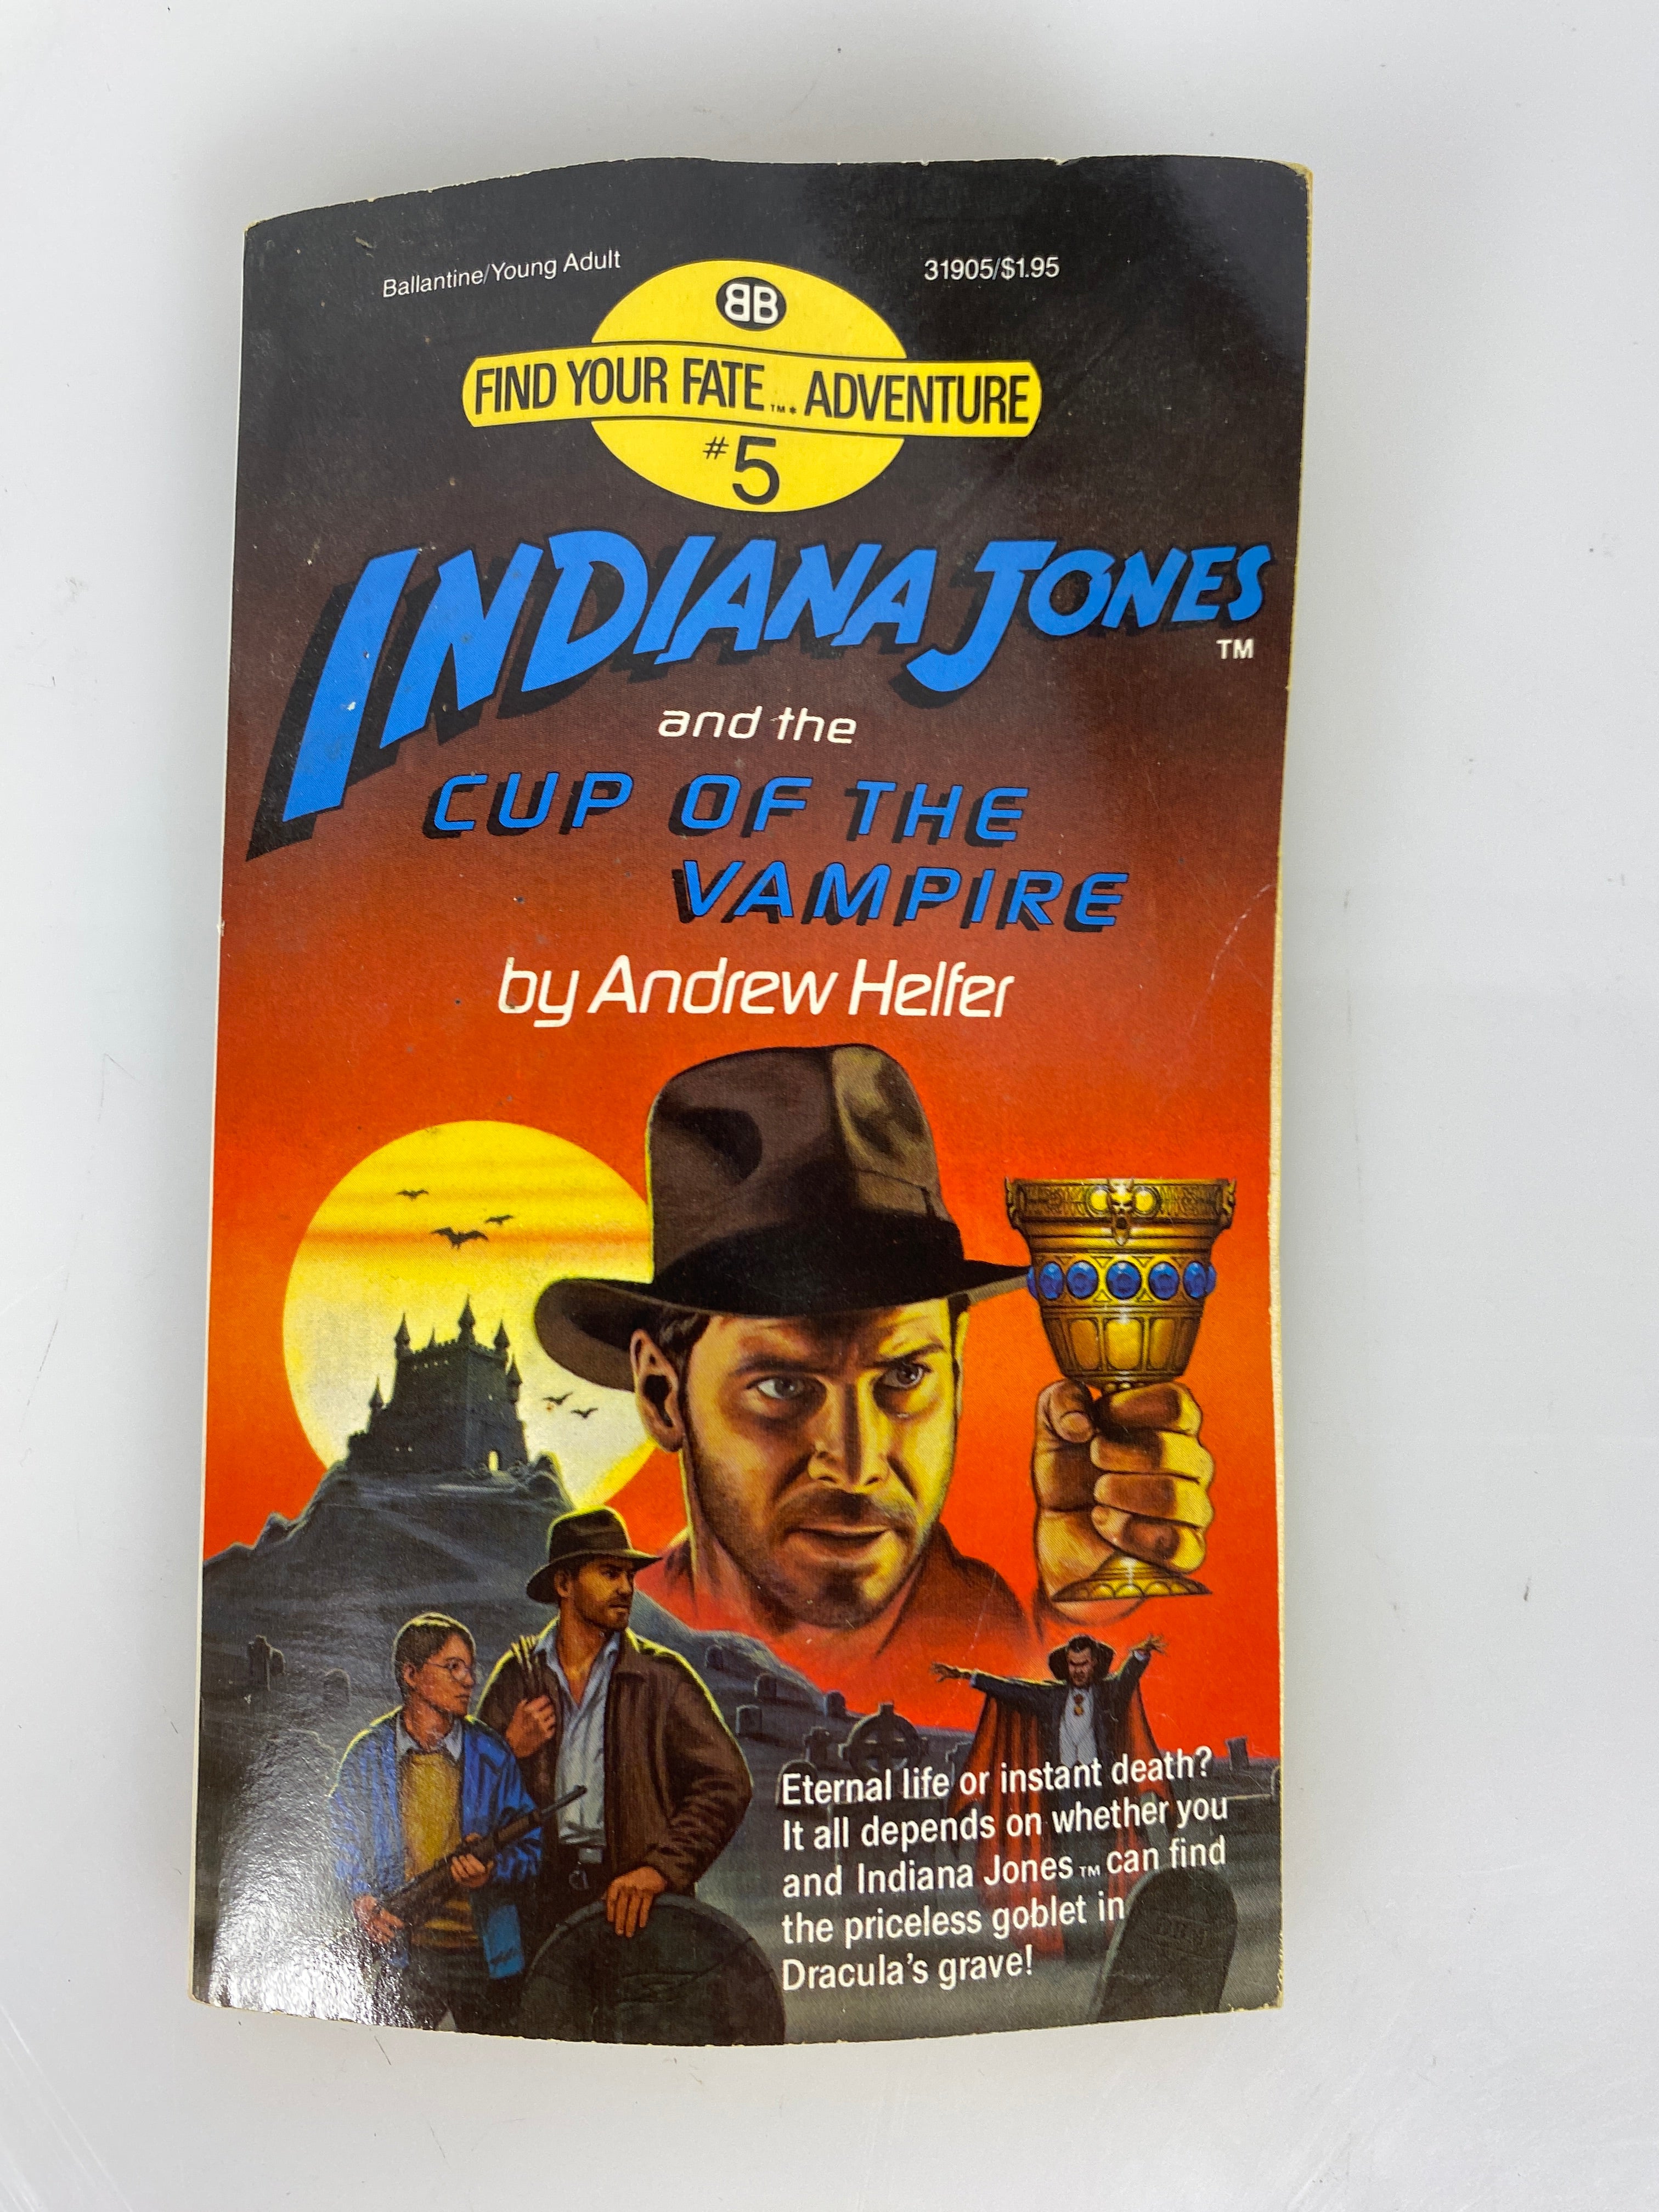 Ballantine/Young Adult
31905/$1.95
BB
FIND YOUR FATE™* ADVENTURE
#5
INDIANA JONES
TM
and the
CUP OF THE
VAMPIRE
by Andrew Helfer
Eternal life or instant death?
It all depends on whether you
and Indiana Jones™ can find
the priceless goblet in
Dracula's grave!